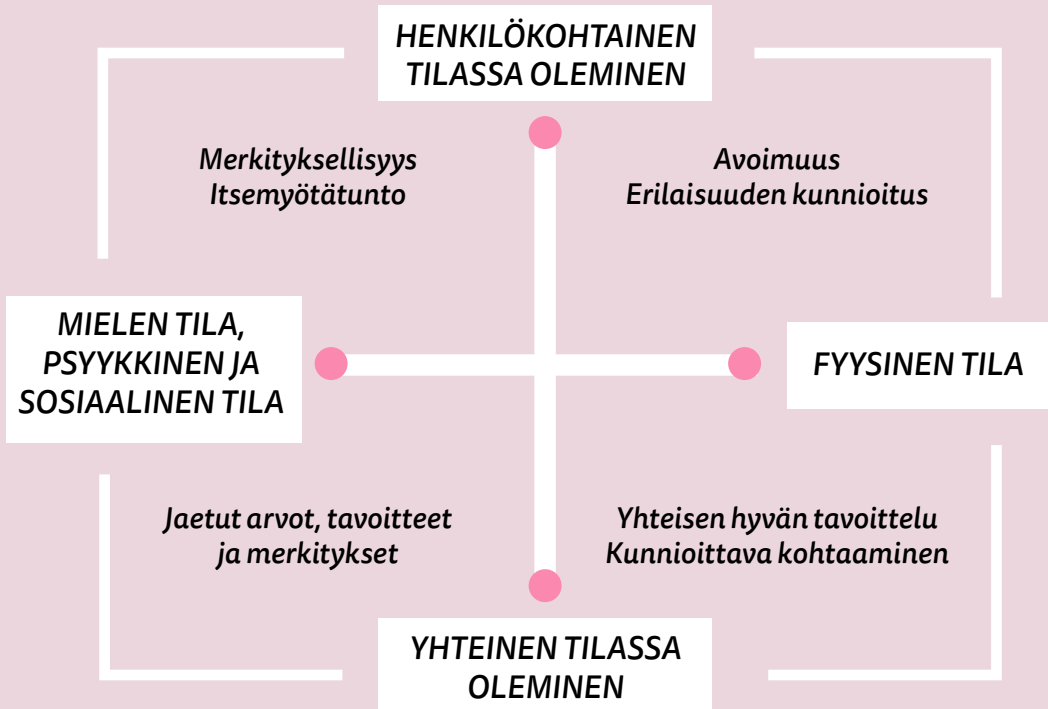 HENKILÖKOHTAINEN
TILASSA OLEMINEN
Merkityksellisyys
Itsemyötätunto
Avoimuus
Erilaisuuden kunnioitus
MIELEN TILA,
PSYYKKINEN JA
SOSIAALINEN TILA
FYYSINEN TILA
Jaetut arvot, tavoitteet
ja merkitykset
Yhteisen hyvän tavoittelu
Kunnioittava kohtaaminen
YHTEINEN TILASSA
OLEMINEN